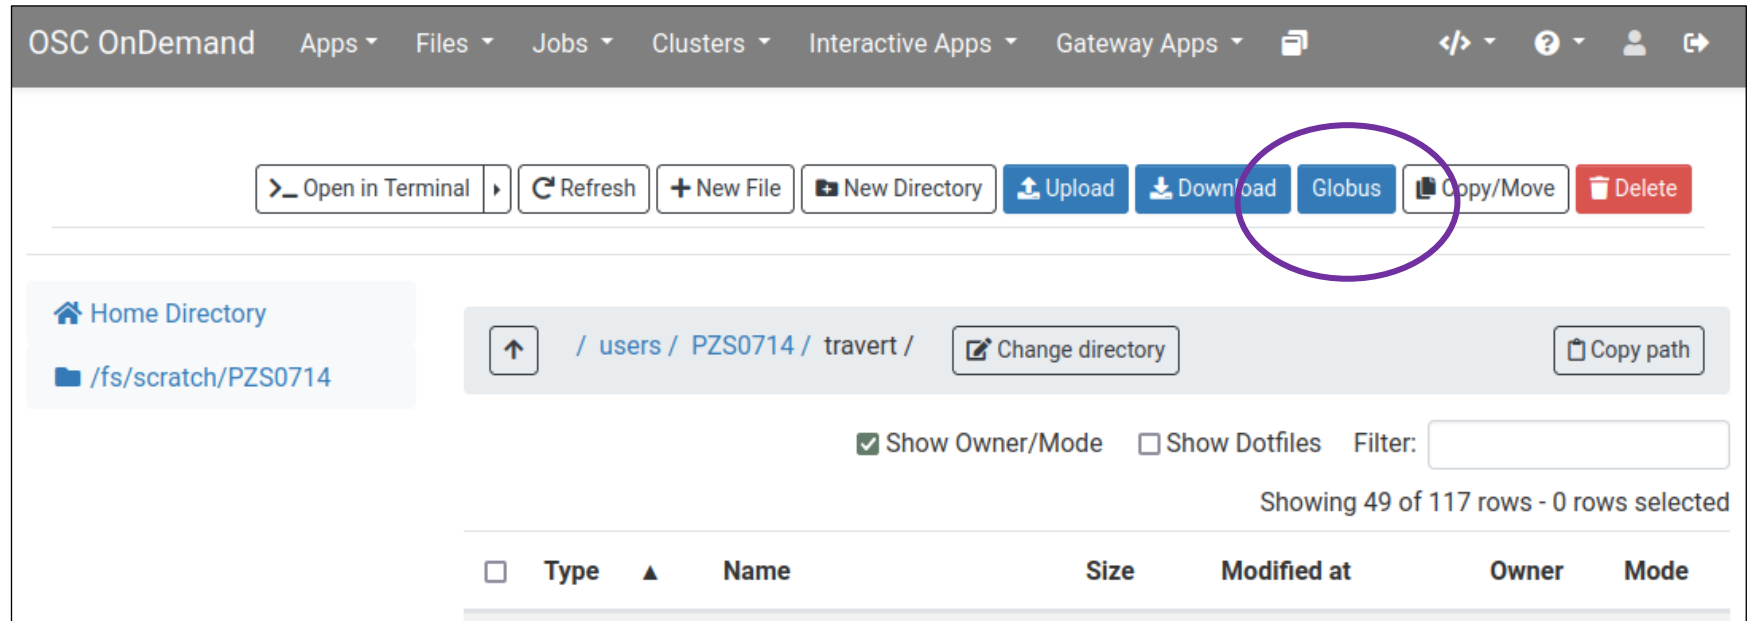 OSC OnDemand Apps Files Jobs Clusters Interactive Apps Gateway Apps
Open in Terminal Refresh New File New Directory Upload Download Globus Copy/Move Delete
Home Directory
/fs/scratch/PZS0714
/ users / PZS0714 / travert / Change directory Copy path
Show Owner/Mode Show Dotfiles Filter:
Showing 49 of 117 rows - 0 rows selected
Type Name Size Modified at Owner Mode